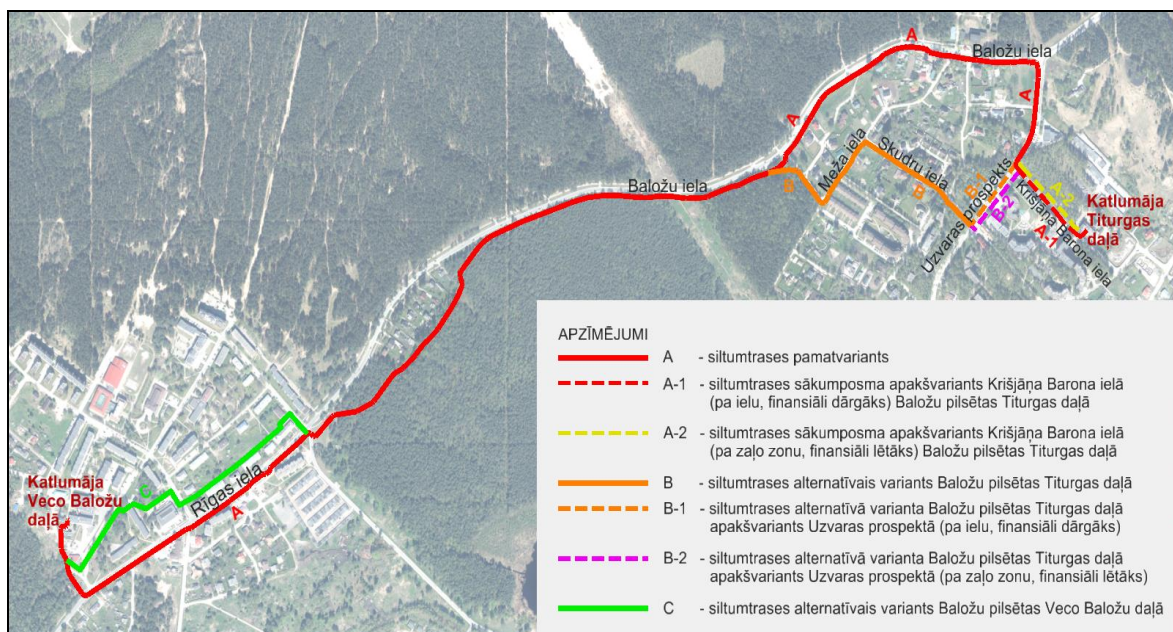 A
Baložu iela
A
A
Meža iela
Skudru iela
Baložu iela
B
B
B-1
B-2
Uzvaras prospekts
A-2
Krišjāņa Barona iela
A-1
Katlumāja
Titurgas
daļā
Katlumāja
Veco Baložu
daļā
C
Rīgas iela
A
APZĪMĒJUMI
A - siltumtrases pamatvariants
A-1 - siltumtrases sākumposma apakšvariants Krišjāņa Barona ielā
(pa ielu, finansiāli dārgāks) Baložu pilsētas Titurgas daļā
A-2 - siltumtrases sākumposma apakšvariants Krišjāņa Barona ielā
(pa zaļo zonu, finansiāli lētāks) Baložu pilsētas Titurgas daļā
B - siltumtrases alternatīvais variants Baložu pilsētas Titurgas daļā
B-1 - siltumtrases alternatīvā varianta Baložu pilsētas Titurgas daļā
apakšvariants Uzvaras prospektā (pa ielu, finansiāli dārgāks)
B-2 - siltumtrases alternatīvā varianta Baložu pilsētas Titurgas daļā
apakšvariants Uzvaras prospektā (pa zaļo zonu, finansiāli lētāks)
C - siltumtrases alternatīvais variants Baložu pilsētas Veco Baložu daļā